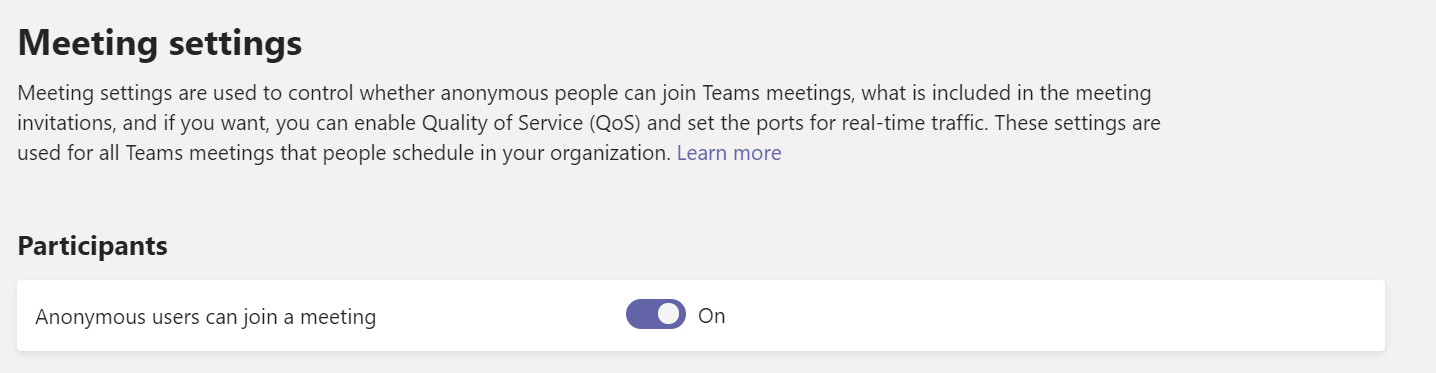 Meeting settings
Meeting settings are used to control whether anonymous people can join Teams meetings, what is included in the meeting
invitations, and if you want, you can enable Quality of Service (QoS) and set the ports for real-time traffic. These settings are
used for all Teams meetings that people schedule in your organization. Learn more
Participants
Anonymous users can join a meeting On